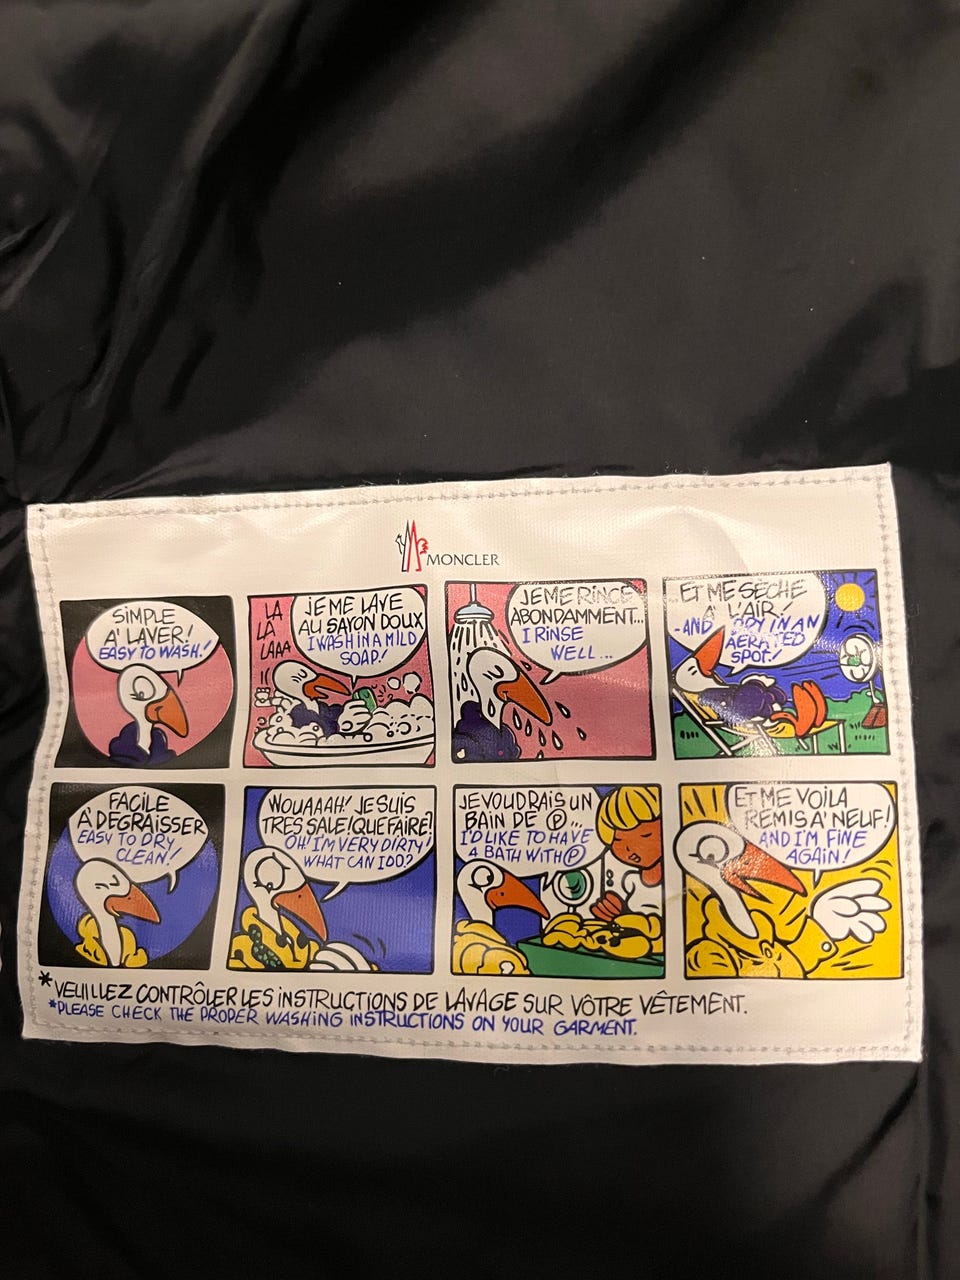 MONCLER
SIMPLE
A' LAVER!
EASY TO WASH!
LA
LÀ
LAAA
JE ME LAVE
AU SAYON DOUX
I WASH IN A MILD
SOAP!
JE ME RINCE
ABONDAMMENT...
I RINSE
WELL...
...ET ME SÈCHE
A' L'AIR!
-AND DRY IN AN
AERATED
SPOT!
FACILE
À DÉGRAISSER
EASY TO DRY
CLEAN!
WOUAAAH! JE SUIS
TRES SALE! QUE FAIRE?
OH! I'M VERY DIRTY!
WHAT CAN I DO?
JE VOUDRAIS UN
BAIN DE Ⓟ...
I'D LIKE TO HAVE
A BATH WITH Ⓟ
ET ME VOILA
REMIS A' NEUF!
AND I'M FINE
AGAIN!
*VEUILLEZ CONTRÔLER LES INSTRUCTIONS DE LAVAGE SUR VÔTRE VÊTEMENT.
*PLEASE CHECK THE PROPER WASHING INSTRUCTIONS ON YOUR GARMENT.